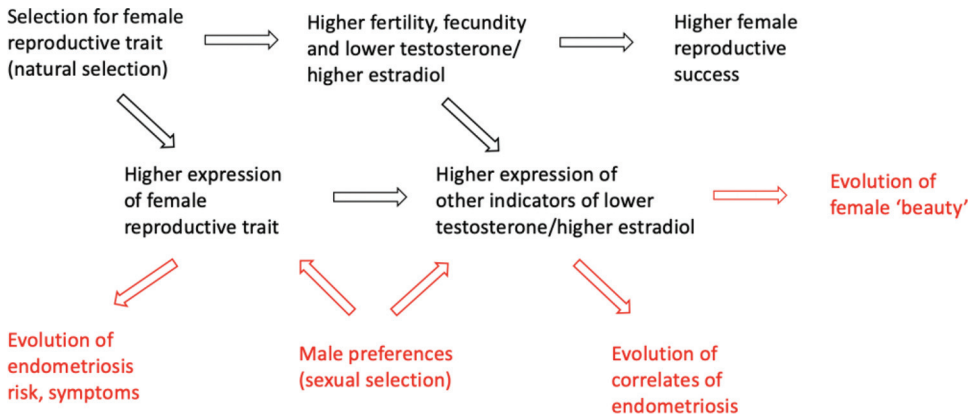 Selection for female
reproductive trait
(natural selection)
Higher fertility, fecundity
and lower testosterone/
higher estradiol
Higher female
reproductive
success
Higher expression
of female
reproductive trait
Higher expression of
other indicators of lower
testosterone/higher estradiol
Evolution of
female ‘beauty’
Evolution of
endometriosis
risk, symptoms
Male preferences
(sexual selection)
Evolution of
correlates of
endometriosis